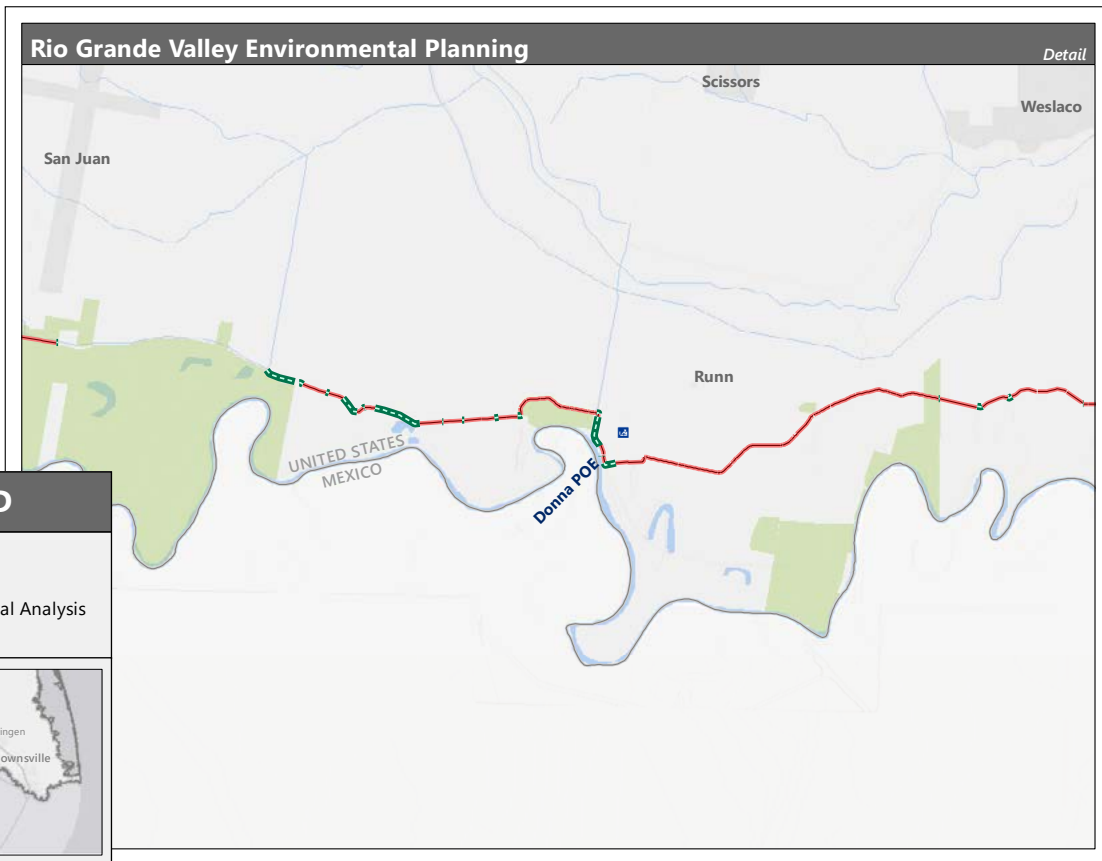 Rio Grande Valley Environmental Planning
Detail
Scissors
Weslaco
San Juan
Runn
UNITED STATES
MEXICO
Donna POE
al Analysis
ingen
ownsville